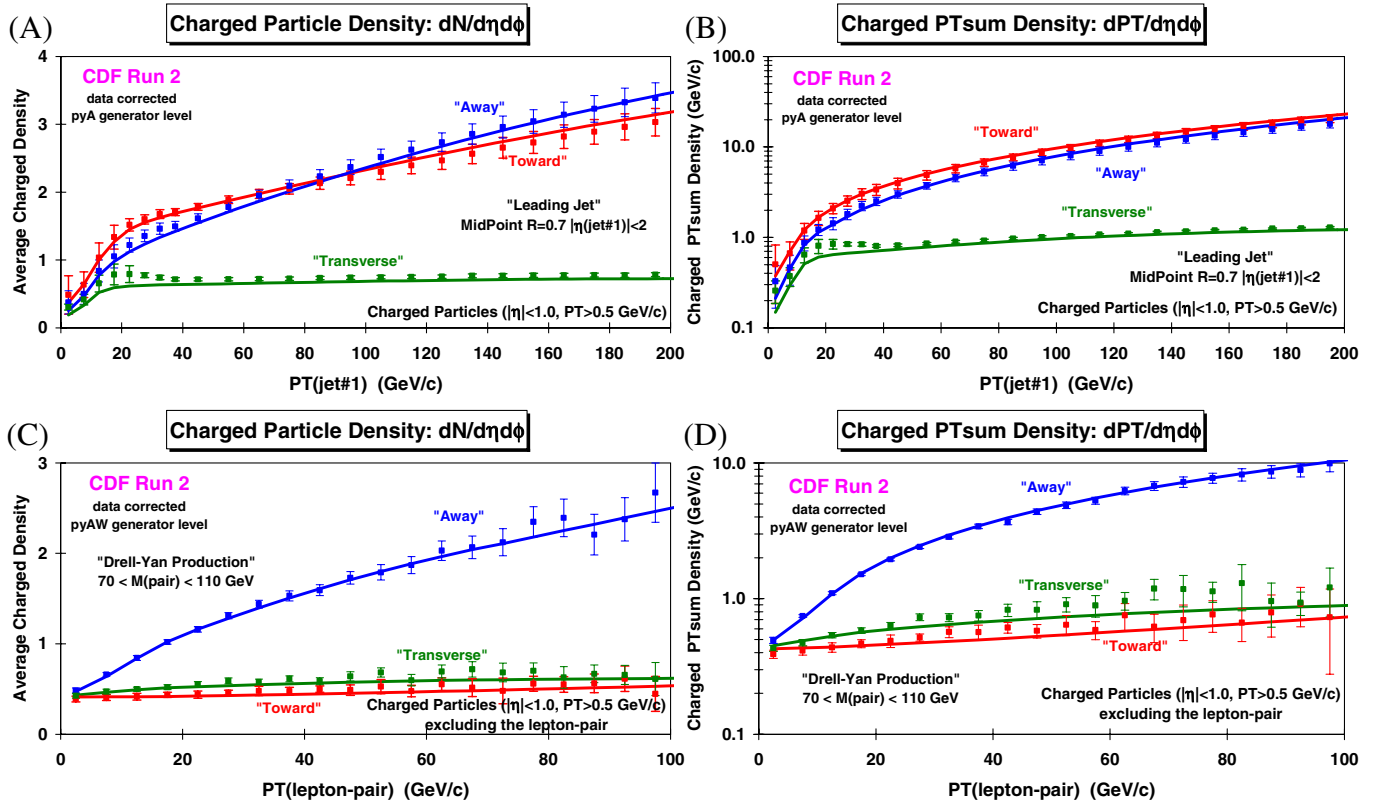 (A)
Charged Particle Density: dN/dηdϕ
Average Charged Density
4
3
2
1
0
CDF Run 2
data corrected
pyA generator level
"Away"
"Toward"
"Leading Jet"
MidPoint R=0.7 |η(jet#1)|<2
"Transverse"
Charged Particles (|η|<1.0, PT>0.5 GeV/c)
0 20 40 60 80 100 120 140 160 180 200
PT(jet#1) (GeV/c)
(B)
Charged PTsum Density: dPT/dηdϕ
Charged PTsum Density (GeV/c)
100.0
10.0
1.0
0.1
CDF Run 2
data corrected
pyA generator level
"Toward"
"Away"
"Transverse"
"Leading Jet"
MidPoint R=0.7 |η(jet#1)|<2
Charged Particles (|η|<1.0, PT>0.5 GeV/c)
0 20 40 60 80 100 120 140 160 180 200
PT(jet#1) (GeV/c)
(C)
Charged Particle Density: dN/dηdϕ
Average Charged Density
3
2
1
0
CDF Run 2
data corrected
pyAW generator level
"Away"
"Drell-Yan Production"
70 < M(pair) < 110 GeV
"Transverse"
"Toward"
Charged Particles (|η|<1.0, PT>0.5 GeV/c)
excluding the lepton-pair
0 20 40 60 80 100
PT(lepton-pair) (GeV/c)
(D)
Charged PTsum Density: dPT/dηdϕ
Charged PTsum Density (GeV/c)
10.0
1.0
0.1
CDF Run 2
data corrected
pyAW generator level
"Away"
"Transverse"
"Toward"
"Drell-Yan Production"
70 < M(pair) < 110 GeV
Charged Particles (|η|<1.0, PT>0.5 GeV/c)
excluding the lepton-pair
0 20 40 60 80 100
PT(lepton-pair) (GeV/c)